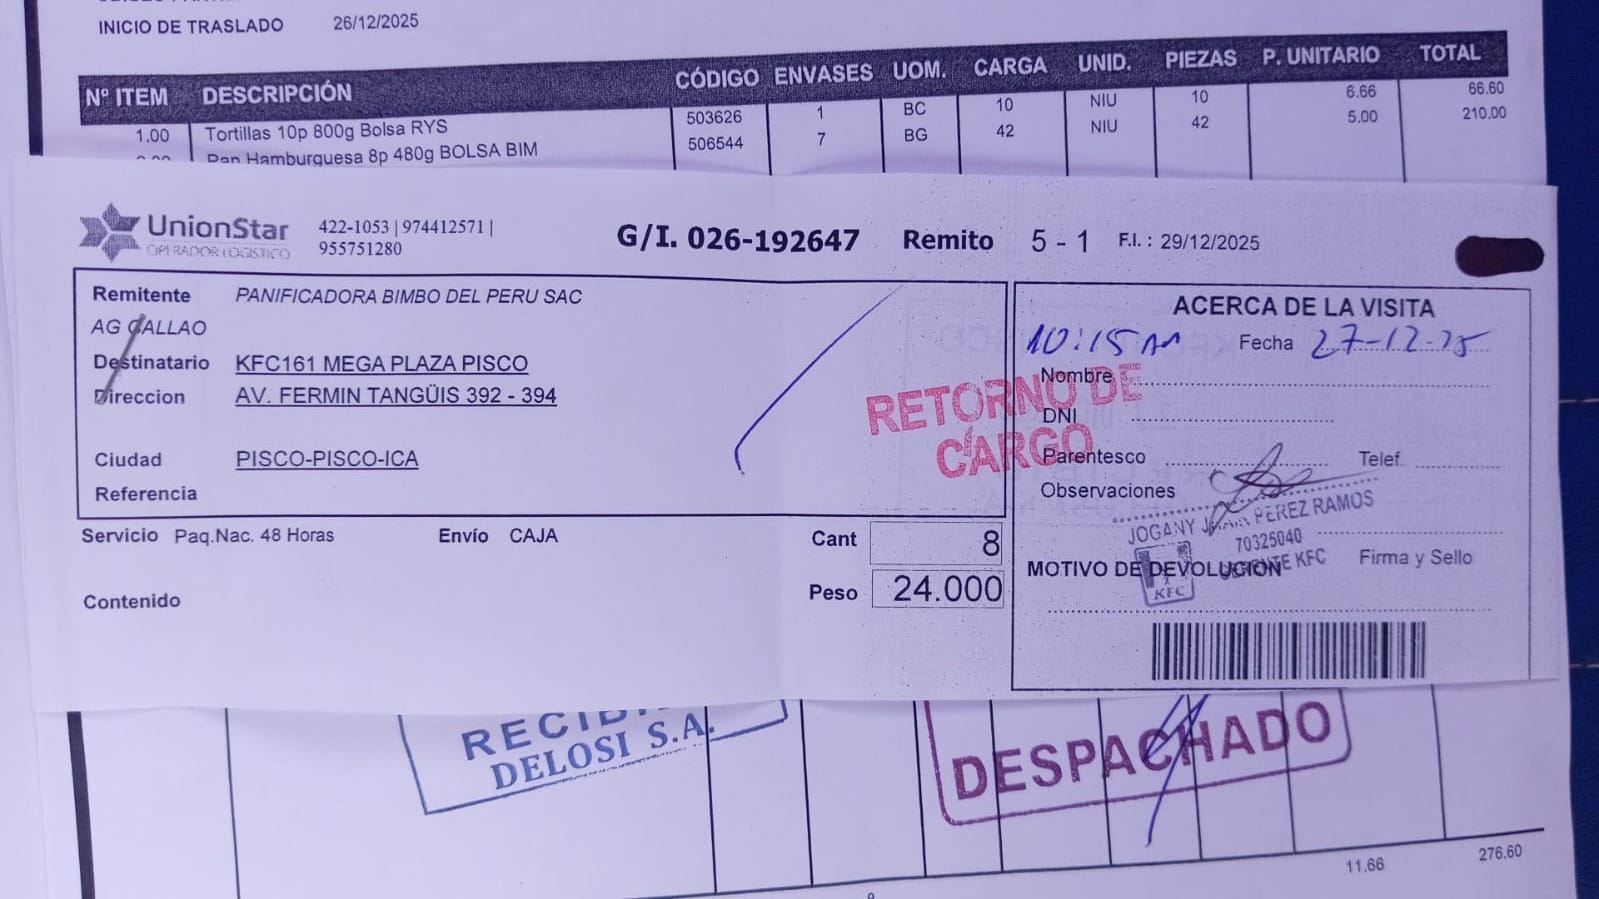 INICIO DE TRASLADO 26/12/2025
N° ITEM DESCRIPCIÓN CÓDIGO ENVASES UOM. CARGA UNID. PIEZAS P. UNITARIO TOTAL
1.00 Tortillas 10p 800g Bolsa RYS 503626 1 BC 10 NIU 10 6.66 66.60
Pan Hamburguesa 8p 480g BOLSA BIM 506544 7 BG 42 NIU 42 5.00 210.00
UnionStar
OPERADOR LOGISTICO
422-1053 | 974412571 |
955751280
G/I. 026-192647 Remito 5 - 1 F.I. : 29/12/2025
Remitente PANIFICADORA BIMBO DEL PERU SAC
AG CALLAO
Destinatario KFC161 MEGA PLAZA PISCO
Direccion AV. FERMIN TANGÜIS 392 - 394
Ciudad PISCO-PISCO-ICA
Referencia
Servicio Paq.Nac. 48 Horas Envío CAJA Cant 8
Peso 24.000
Contenido
RETORNO DE
CARGO
ACERCA DE LA VISITA
10:15 AM Fecha 27-12-25
Nombre
DNI
Parentesco Telef.
Observaciones
JOGANY PEREZ RAMOS
70325040
KFC
KFC
Firma y Sello
MOTIVO DE DEVOLUCION
DELOSI S.A.
DESPACHADO
11.66 276.60